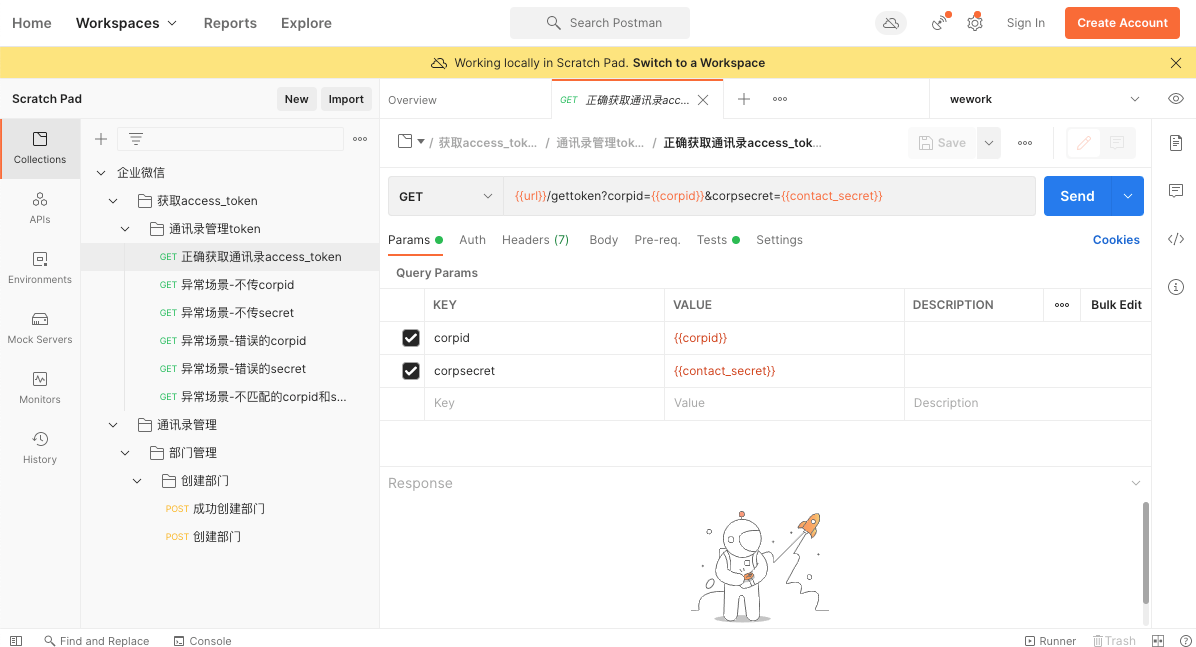 Home Workspaces Reports Explore Search Postman Sign In Create Account
Working locally in Scratch Pad. Switch to a Workspace
Scratch Pad New Import
Overview GET 正确获取通讯录acc... wework
Collections
APIs
Environments
Mock Servers
Monitors
History
企业微信
获取access_token
通讯录管理token
GET 正确获取通讯录access_token
GET 异常场景-不传corpid
GET 异常场景-不传secret
GET 异常场景-错误的corpid
GET 异常场景-错误的secret
GET 异常场景-不匹配的corpid和s...
通讯录管理
部门管理
创建部门
POST 成功创建部门
POST 创建部门
/ 获取access_tok... / 通讯录管理tok... / 正确获取通讯录access_tok... Save
GET {{url}}/gettoken?corpid={{corpid}}&corpsecret={{contact_secret}} Send
Params Auth Headers (7) Body Pre-req. Tests Settings Cookies
Query Params
KEY VALUE DESCRIPTION Bulk Edit
corpid {{corpid}}
corpsecret {{contact_secret}}
Key Value Description
Response
Find and Replace Console Runner Trash